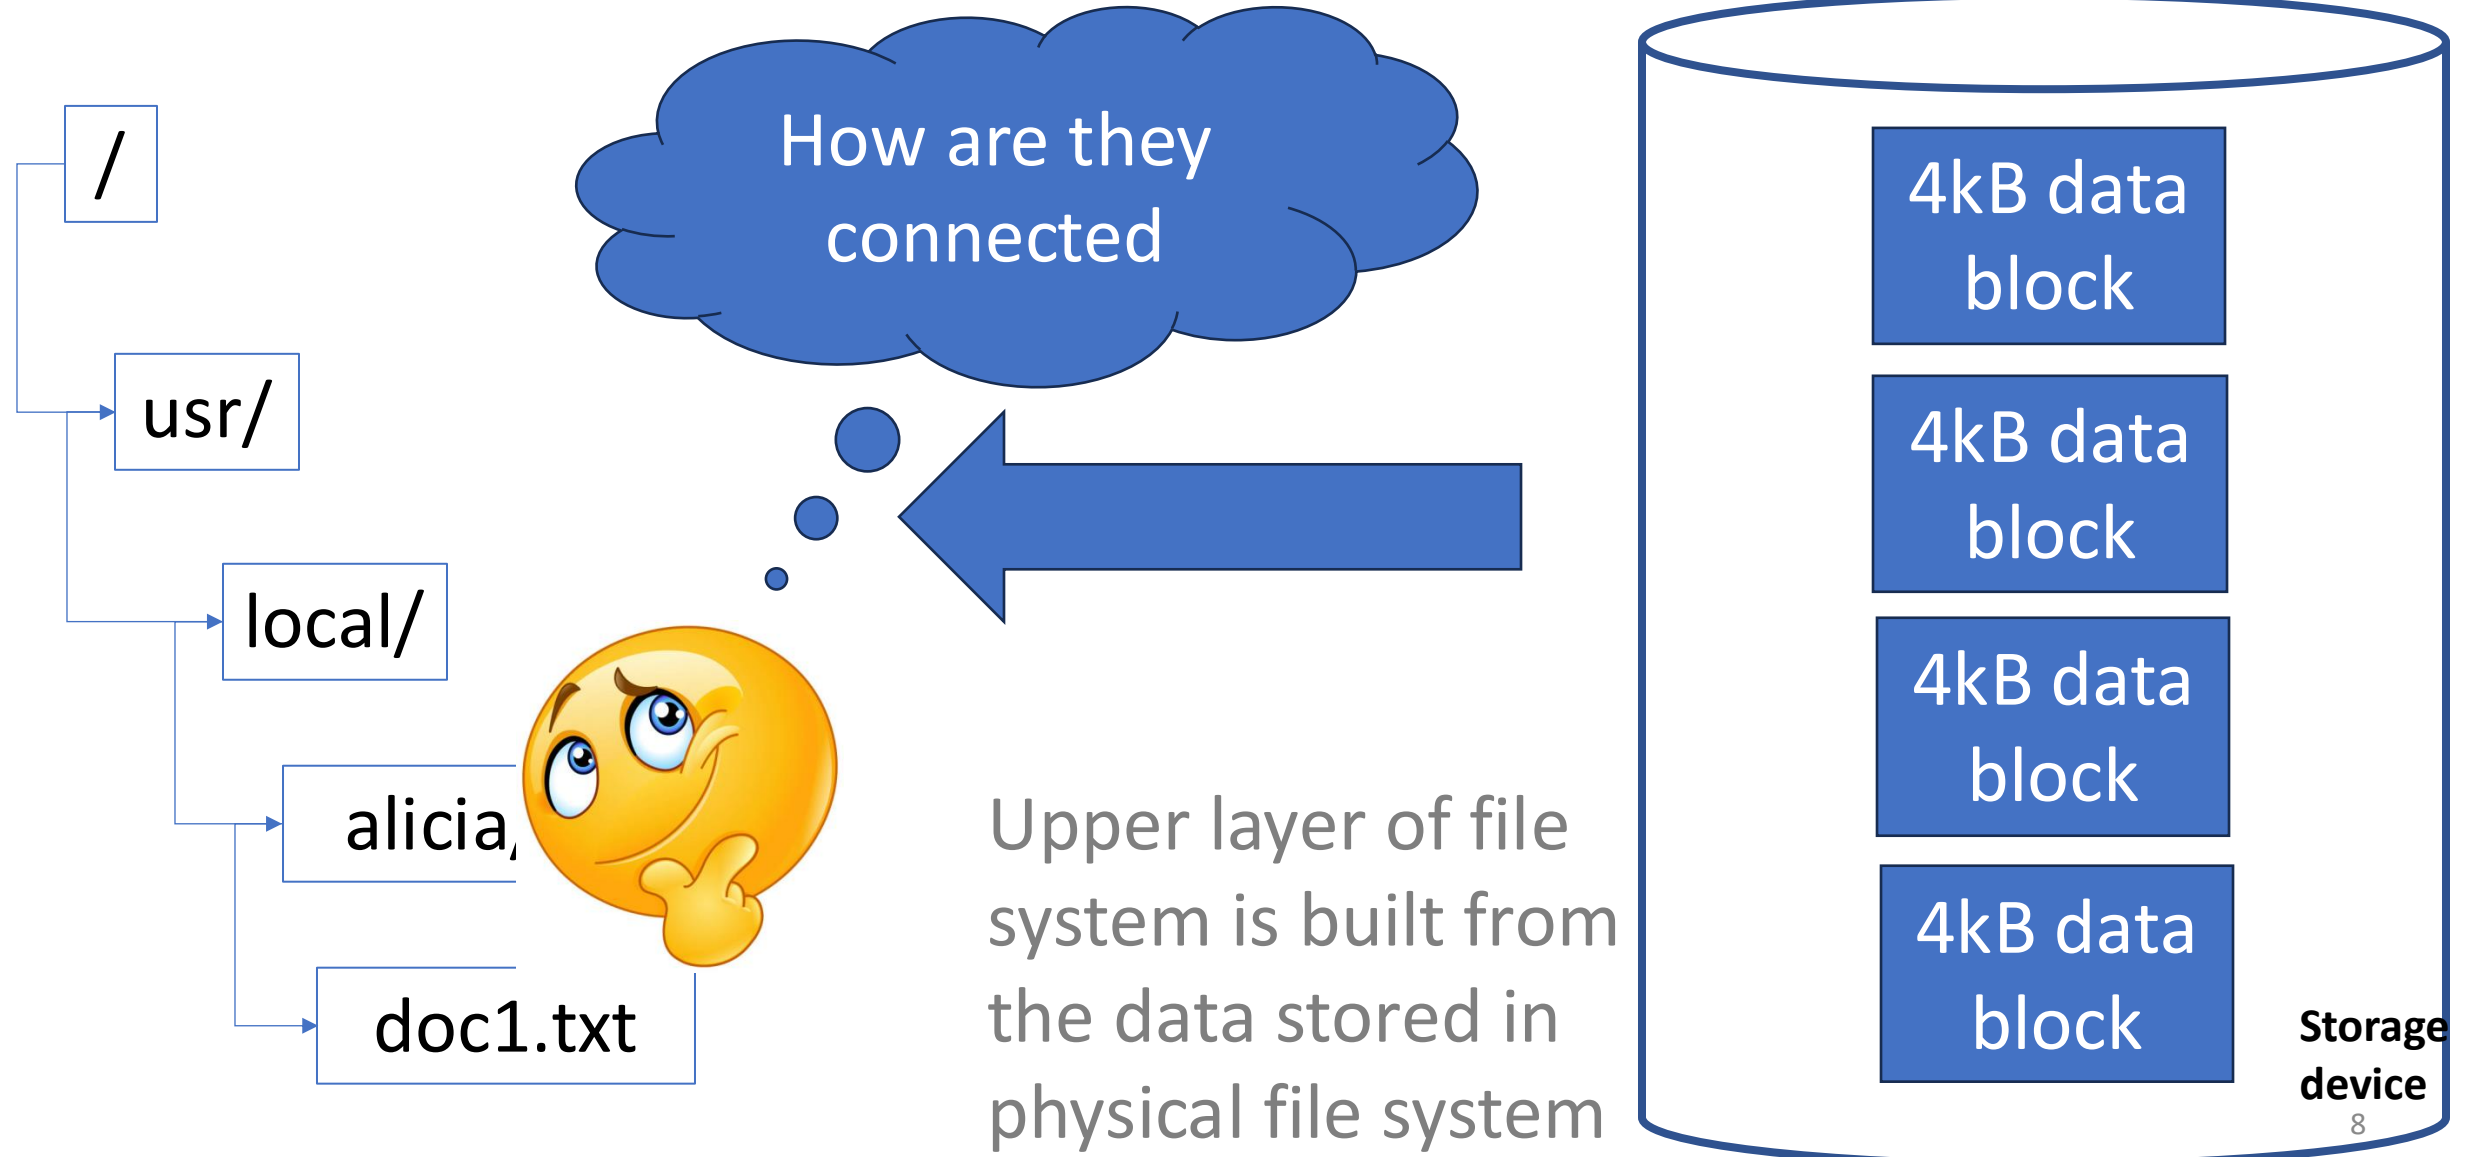 /
usr/
local/
alicia/
doc1.txt
How are they
connected
Upper layer of file
system is built from
the data stored in
physical file system
4kB data
block
4kB data
block
4kB data
block
4kB data
block
Storage
device
8